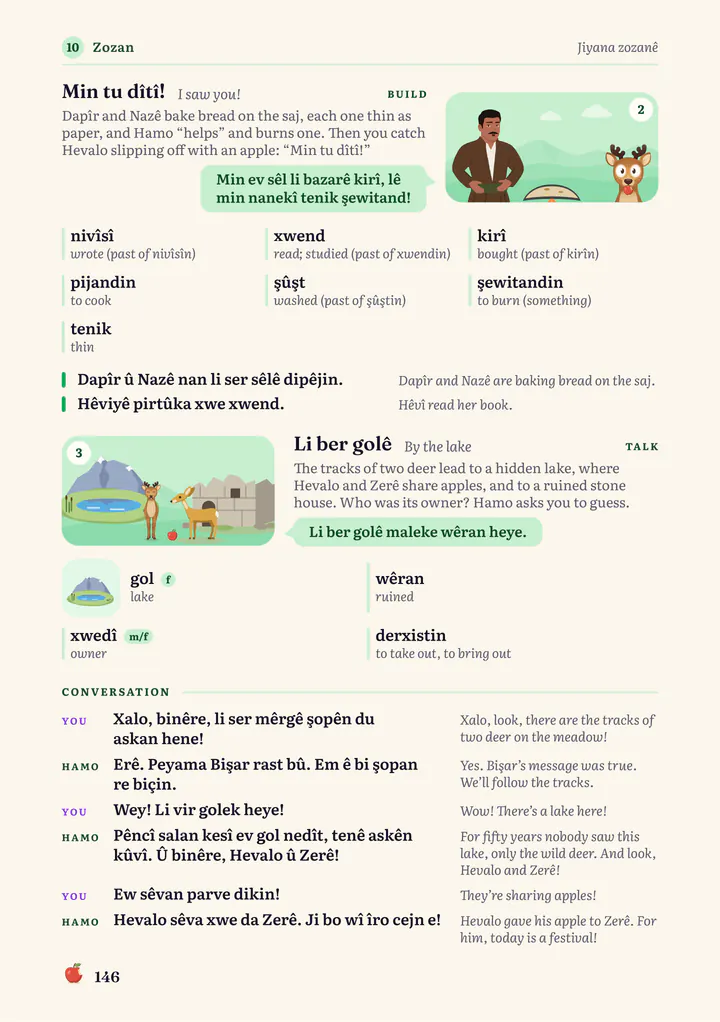 10 Zozan
Jiyana zozanê
Min tu dîtî! I saw you!
BUILD
Dapîr and Nazê bake bread on the saj, each one thin as
paper, and Hamo “helps” and burns one. Then you catch
Hevalo slipping off with an apple: “Min tu dîtî!”
2
Min ev sêl li bazarê kirî, lê
min nanekî tenik şewitand!
nivîsî
wrote (past of nivîsîn)
xwend
read; studied (past of xwendin)
kirî
bought (past of kirîn)
pijandin
to cook
şûşt
washed (past of şûştin)
şewitandin
to burn (something)
tenik
thin
Dapîr û Nazê nan li ser sêlê dipêjin.
Dapîr and Nazê are baking bread on the saj.
Hêviyê pirtûka xwe xwend.
Hêvî read her book.
3
Li ber golê By the lake
TALK
The tracks of two deer lead to a hidden lake, where
Hevalo and Zerê share apples, and to a ruined stone
house. Who was its owner? Hamo asks you to guess.
Li ber golê maleke wêran heye.
gol f
lake
wêran
ruined
xwedî m/f
owner
derxistin
to take out, to bring out
CONVERSATION
YOU
Xalo, binêre, li ser mêrgê şopên du
askan hene!
Xalo, look, there are the tracks of
two deer on the meadow!
HAMO
Erê. Peyama Bişar rast bû. Em ê bi şopan
re biçin.
Yes. Bişar’s message was true.
We’ll follow the tracks.
YOU
Wey! Li vir golek heye!
Wow! There’s a lake here!
HAMO
Pêncî salan kesî ev gol nedît, tenê askên
kûvî. Û binêre, Hevalo û Zerê!
For fifty years nobody saw this
lake, only the wild deer. And look,
Hevalo and Zerê!
YOU
Ew sêvan parve dikin!
They’re sharing apples!
HAMO
Hevalo sêva xwe da Zerê. Ji bo wî îro cejn e!
Hevalo gave his apple to Zerê. For
him, today is a festival!
146